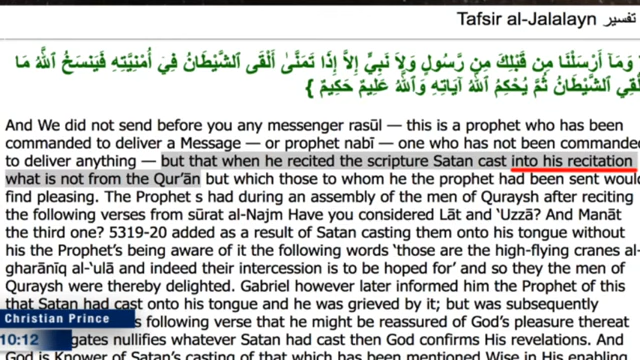 Tafsir al-Jalalayn تفسير
وَمَآ أَرْسَلْنَا مِن قَبْلِكَ مِن رَّسُولٍ وَلاَ نَبِيٍّ إِلاَّ إِذَا تَمَنَّىٰ أَلْقَى ٱلشَّيْطَانُ فِيۤ أُمْنِيَّتِهِ فَيَنسَخُ ٱللَّهُ مَا
يُلْقِي ٱلشَّيْطَانُ ثُمَّ يُحْكِمُ ٱللَّهُ آيَاتِهِ وَٱللَّهُ عَلِيمٌ حَكِيمٌ }
And We did not send before you any messenger rasūl — this is a prophet who has been
commanded to deliver a Message — or prophet nabī — one who has not been commanded
to deliver anything — but that when he recited the scripture Satan cast into his recitation
what is not from the Qur'ān but which those to whom he the prophet had been sent would
find pleasing. The Prophet s had during an assembly of the men of Quraysh after reciting
the following verses from sūrat al-Najm Have you considered Lāt and 'Uzzā? And Manāt
the third one? 5319-20 added as a result of Satan casting them onto his tongue without
his the Prophet's being aware of it the following words 'those are the high-flying cranes al-
gharānīq al-'ulā and indeed their intercession is to be hoped for' and so they the men of
Quraysh were thereby delighted. Gabriel however later informed him the Prophet of this
that Satan had cast onto his tongue and he was grieved by it; but was subsequently
s following verse that he might be reassured of God's pleasure thereat
gates nullifies whatever Satan had cast then God confirms His revelations. And
God is Knower of Satan's casting of that which has been mentioned Wise in His enabling
Christian Prince
10:12